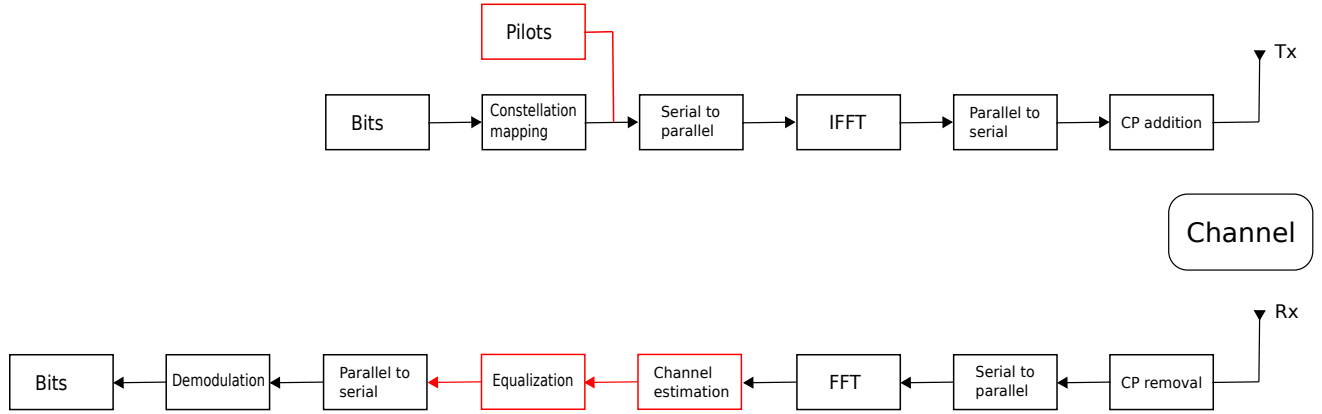 Pilots
Tx
Bits
Constellation
mapping
Serial to
parallel
IFFT
Parallel to
serial
CP addition
Channel
Rx
Bits
Demodulation
Parallel to
serial
Equalization
Channel
estimation
FFT
Serial to
parallel
CP removal